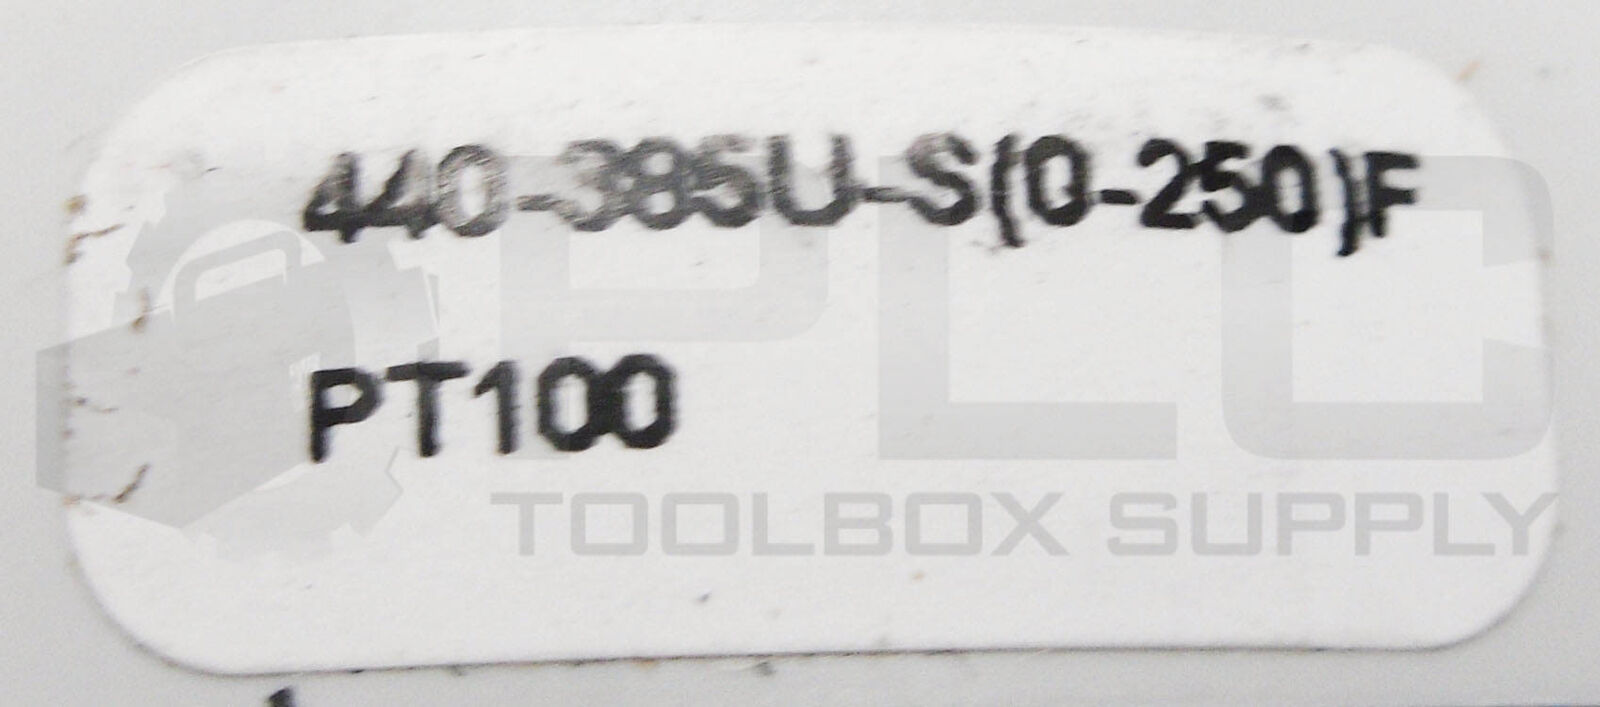 440-385U-S(0-250)F
PT100
PLC
TOOLBOX SUPPLY